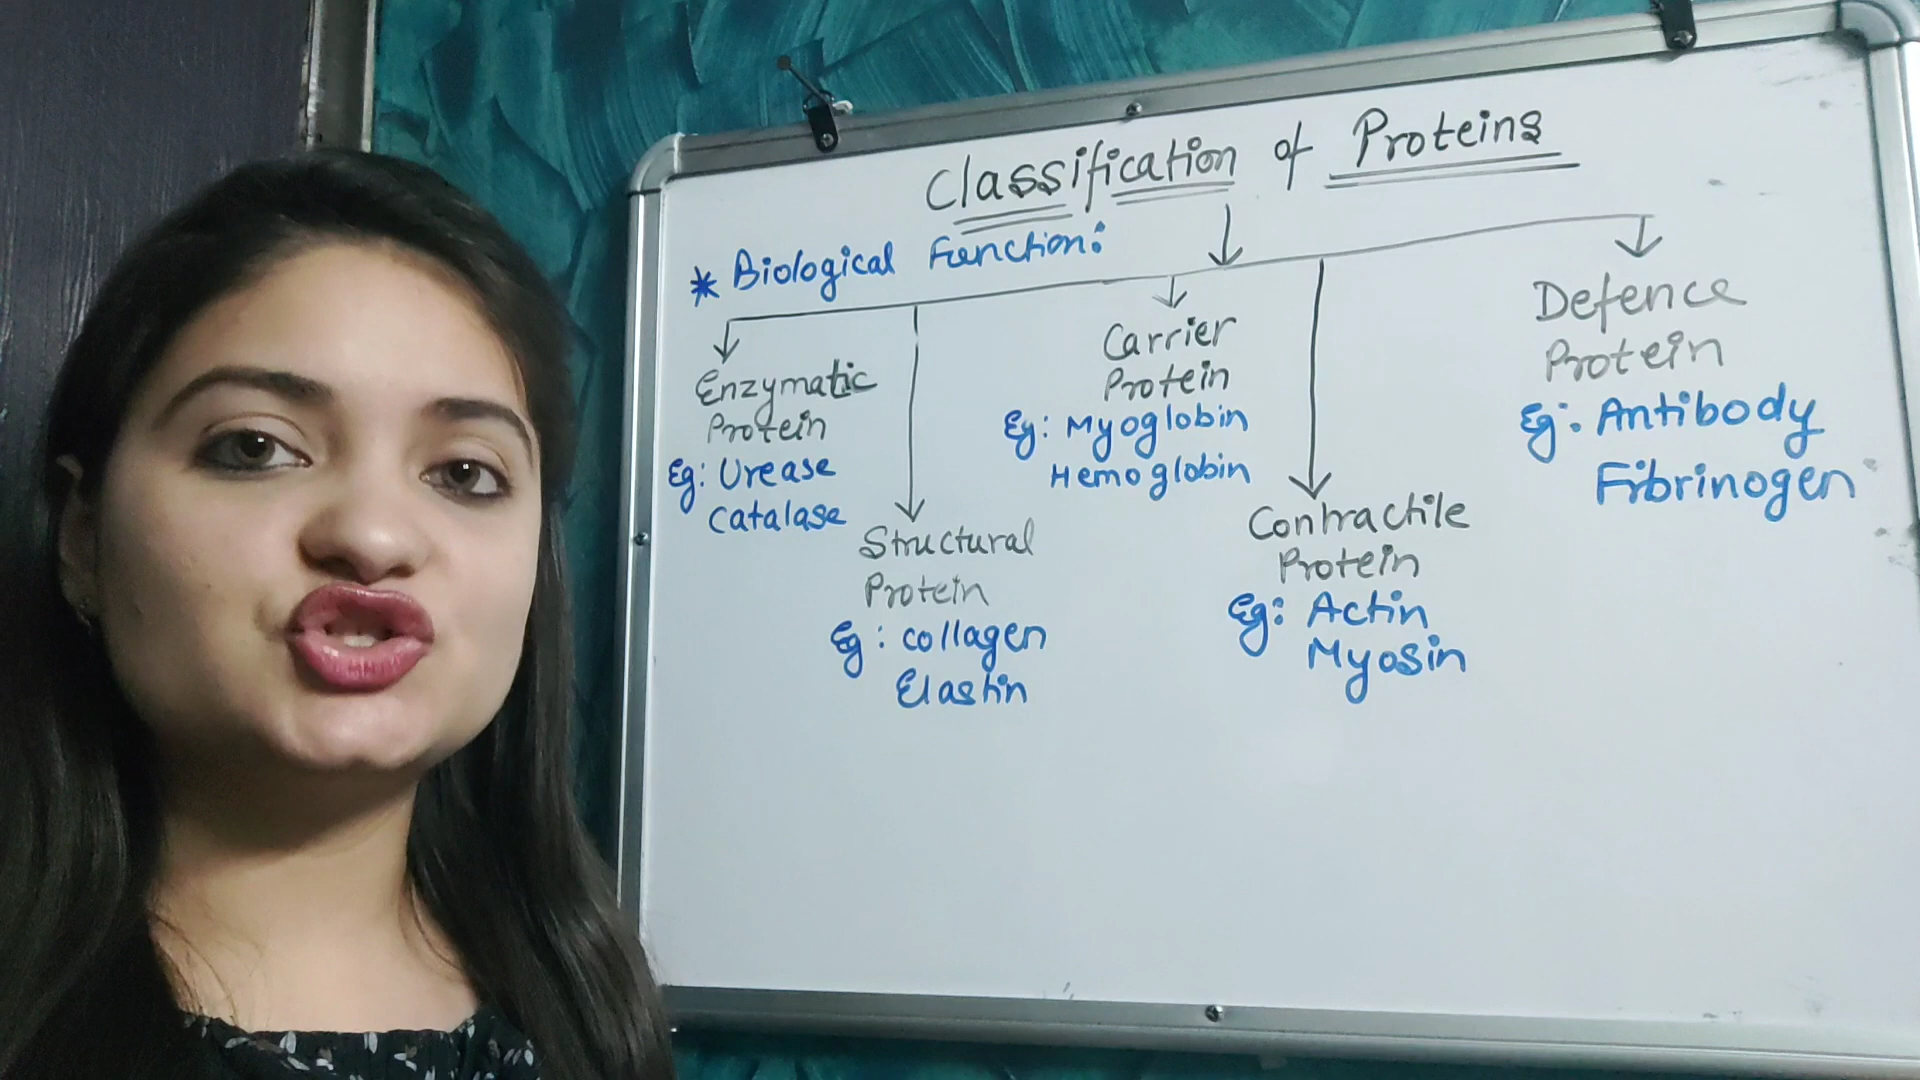 Classification of Proteins
* Biological Function:
Enzymatic
Protein
Eg: Urease
Catalase
Structural
Protein
Eg: collagen
Elastin
Carrier
Protein
Eg: Myoglobin
Hemoglobin
Contractile
Protein
Eg: Actin
Myosin
Defence
Protein
Eg: Antibody
Fibrinogen